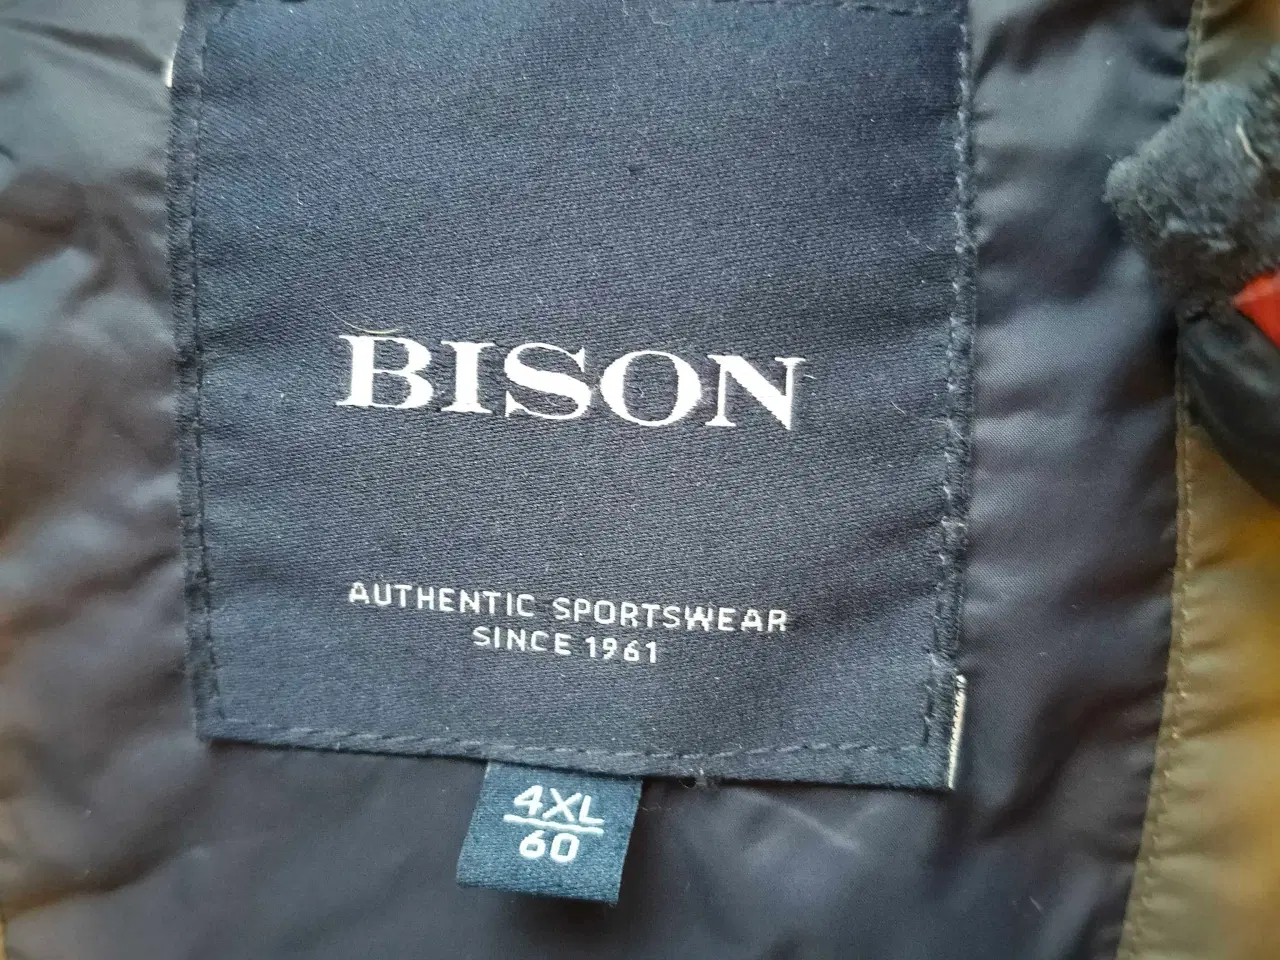 BISON
AUTHENTIC SPORTSWEAR
SINCE 1961
4XL
60